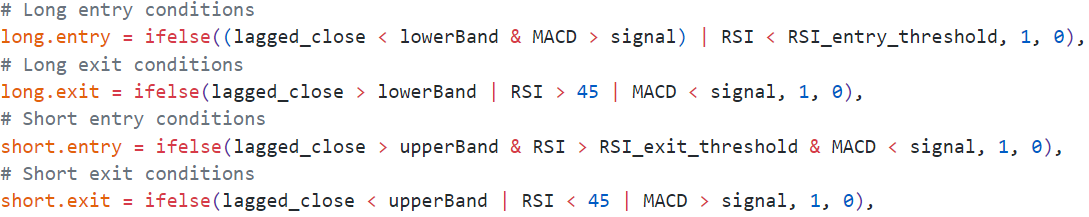 # Long entry conditions
long.entry = ifelse((lagged_close < lowerBand & MACD > signal) | RSI < RSI_entry_threshold, 1, 0),
# Long exit conditions
long.exit = ifelse(lagged_close > lowerBand | RSI > 45 | MACD < signal, 1, 0),
# Short entry conditions
short.entry = ifelse(lagged_close > upperBand & RSI > RSI_exit_threshold & MACD < signal, 1, 0),
# Short exit conditions
short.exit = ifelse(lagged_close < upperBand | RSI < 45 | MACD > signal, 1, 0),